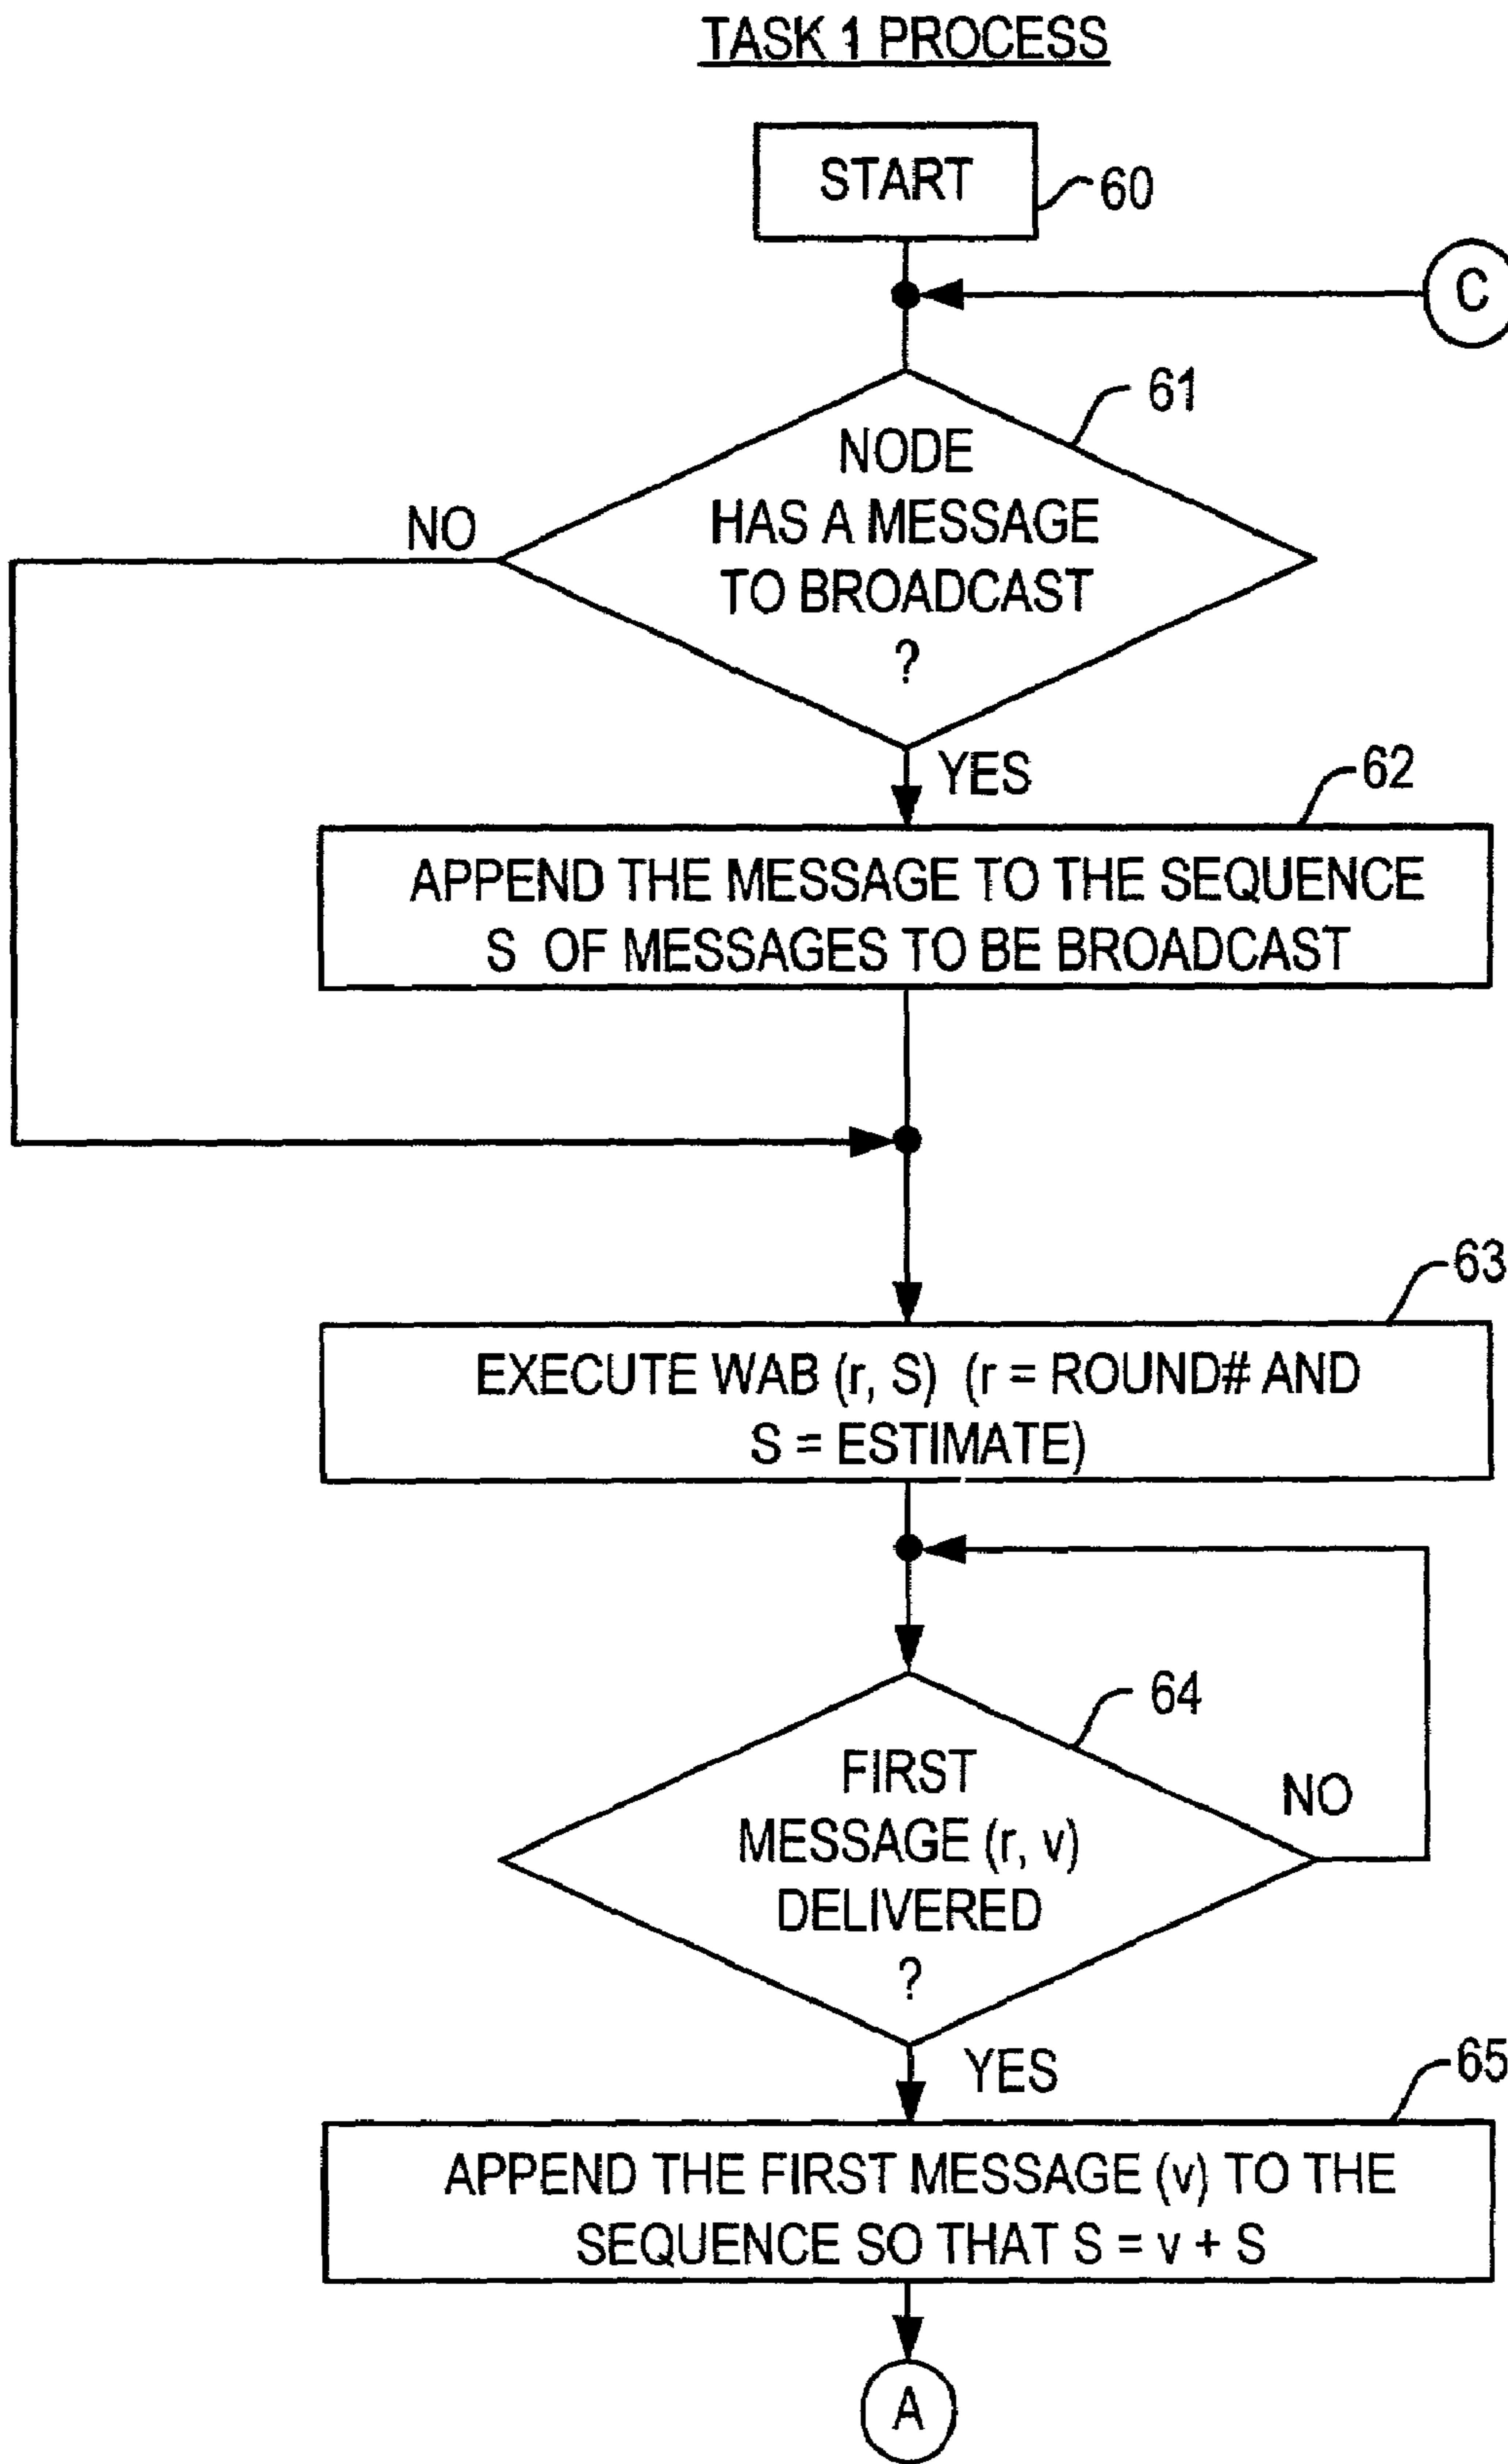 TASK 1 PROCESS
START
60
C
61
NODE
HAS A MESSAGE
TO BROADCAST
?
NO
YES
62
APPEND THE MESSAGE TO THE SEQUENCE
S OF MESSAGES TO BE BROADCAST
63
EXECUTE WAB (r, S) (r = ROUND# AND
S = ESTIMATE)
64
FIRST
MESSAGE (r, v)
DELIVERED
?
NO
YES
65
APPEND THE FIRST MESSAGE (v) TO THE
SEQUENCE SO THAT S = v + S
A